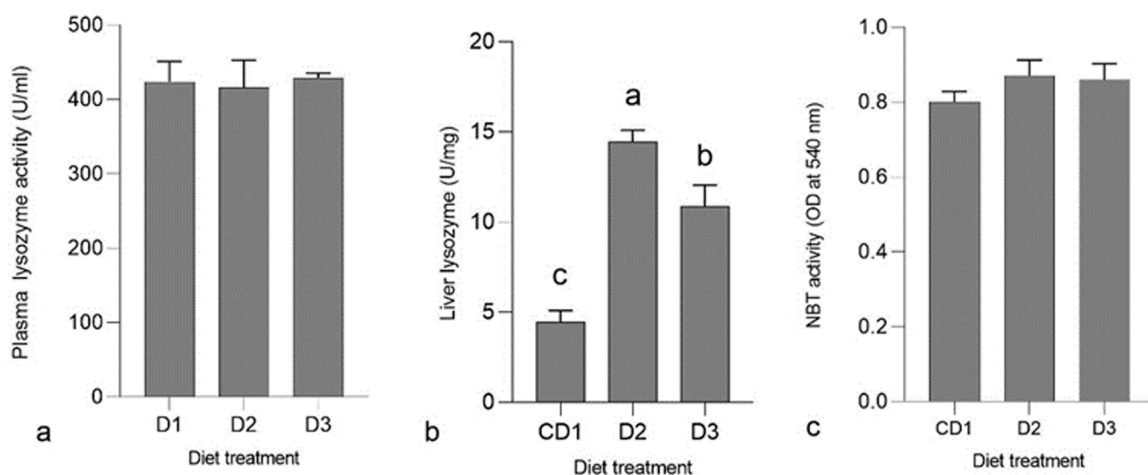 Plasma lysozyme activity (U/ml)
500
400
300
200
100
0
D1 D2 D3
Diet treatment
a
Liver lysozyme (U/mg)
20
15
10
5
0
a
b
c
CD1 D2 D3
Diet treatment
b
NBT activity (OD at 540 nm)
1.0
0.8
0.6
0.4
0.2
0.0
CD1 D2 D3
Diet treatment
c